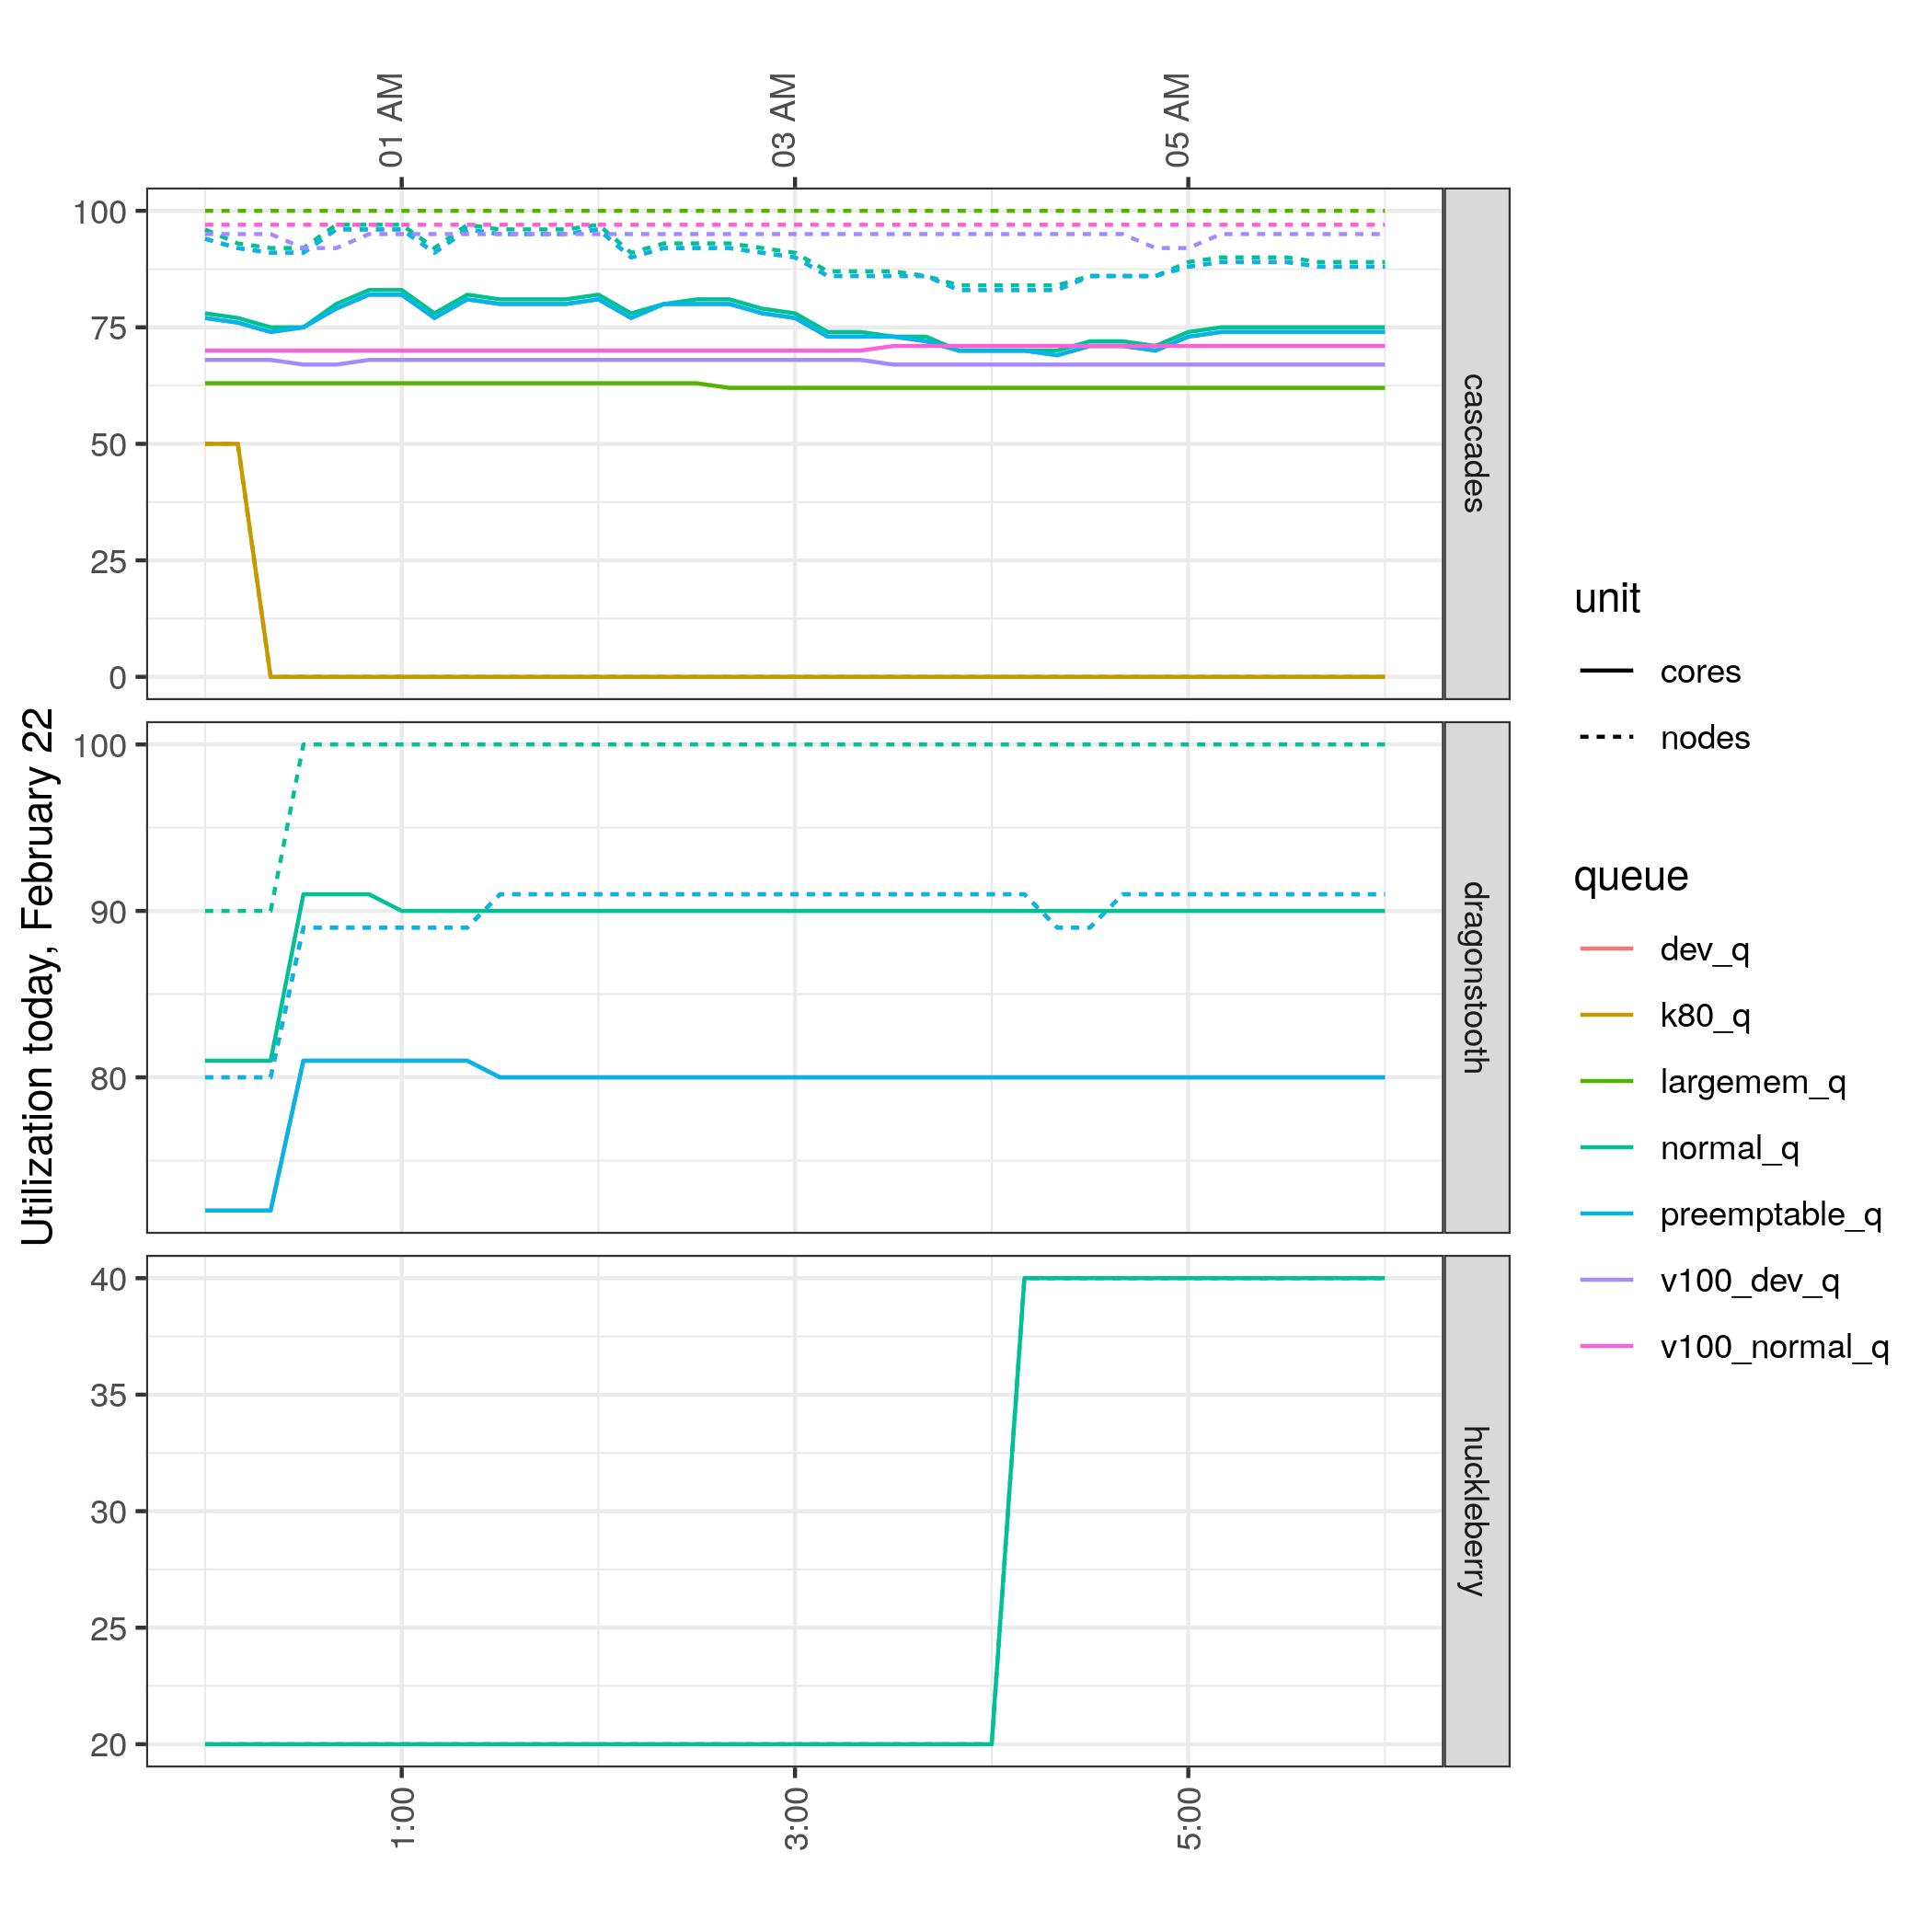 01 AM
03 AM
05 AM
Utilization today, February 22
100
75
50
25
0
cascades
100
90
80
dragonstooth
40
35
30
25
20
huckleberry
1:00
3:00
5:00
unit
cores
nodes
queue
dev_q
k80_q
largemem_q
normal_q
preemptable_q
v100_dev_q
v100_normal_q